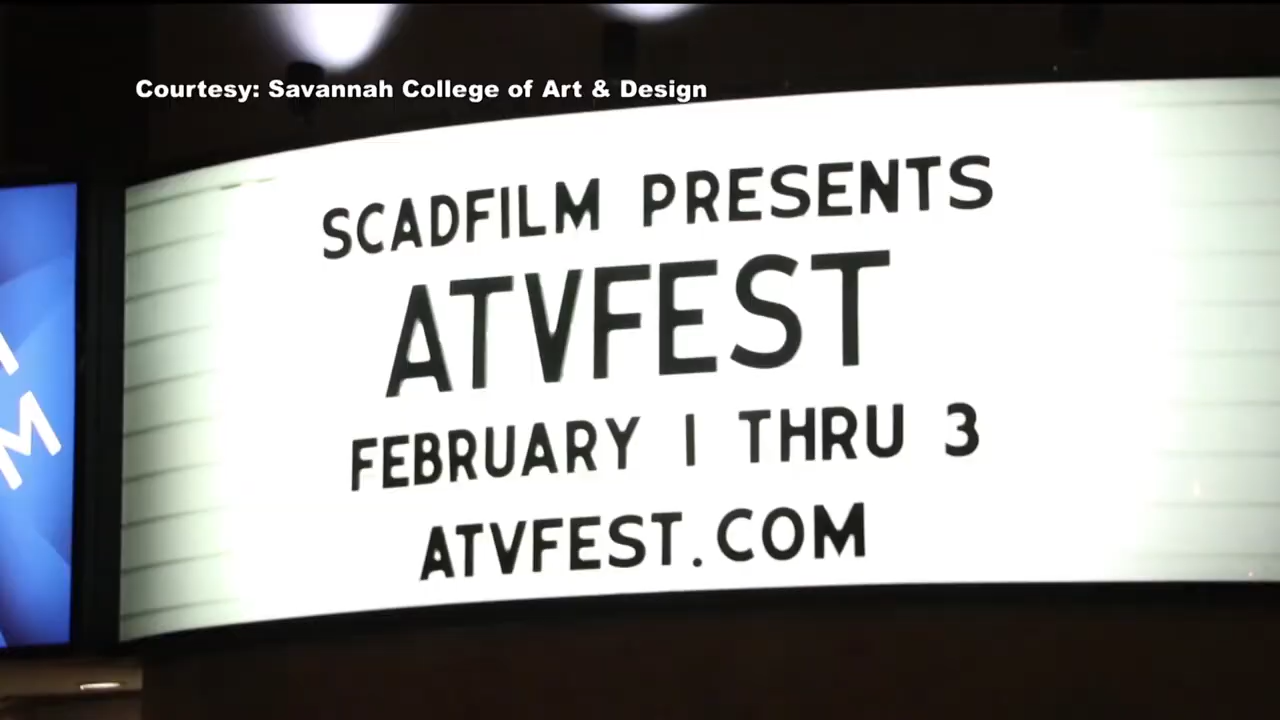 Courtesy: Savannah College of Art & Design
SCADFILM PRESENTS
ATVFEST
FEBRUARY 1 THRU 3
ATVFEST.COM
M